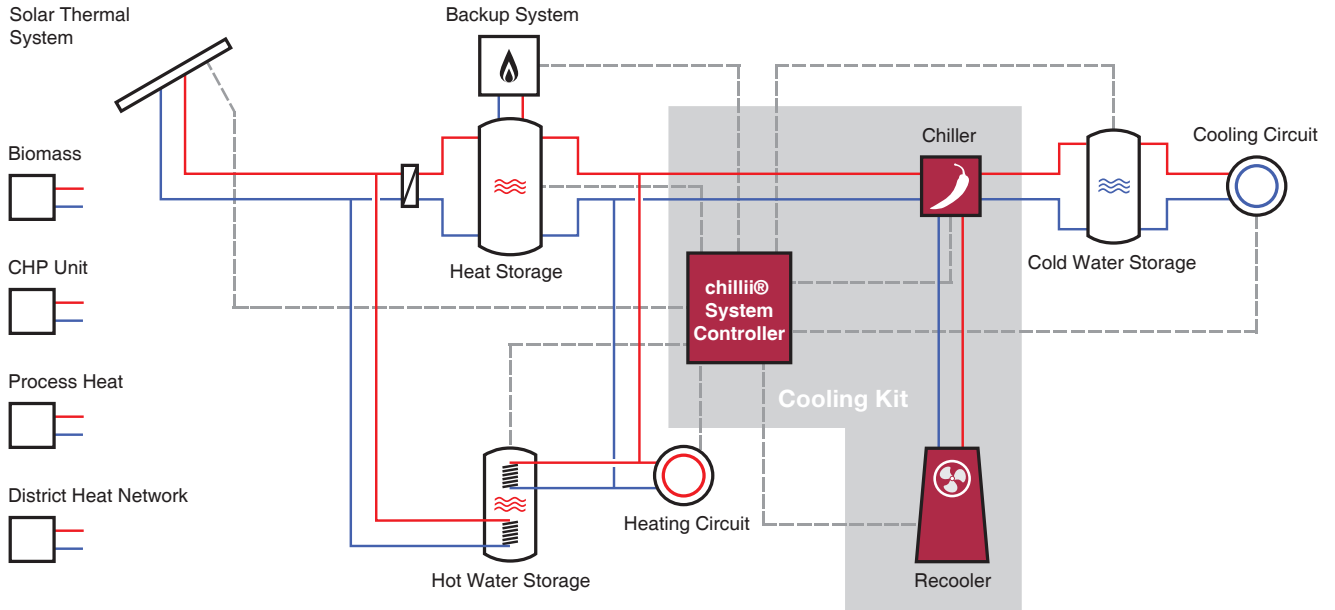 Solar Thermal
System
Backup System
Chiller
Cooling Circuit
Biomass
Heat Storage
Cold Water Storage
CHP Unit
chillii®
System
Controller
Process Heat
Cooling Kit
District Heat Network
Heating Circuit
Hot Water Storage
Recooler